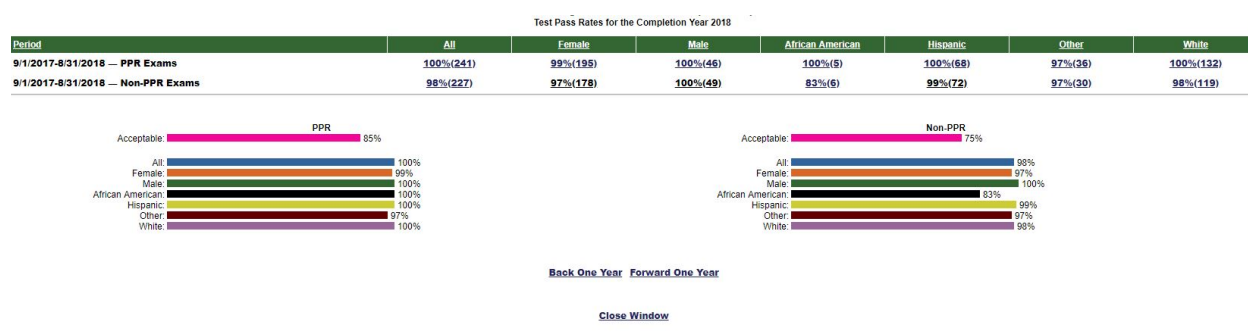 Test Pass Rates for the Completion Year 2018
Period All Female Male African American Hispanic Other White
9/1/2017-8/31/2018 — PPR Exams 100%(241) 99%(195) 100%(46) 100%(5) 100%(68) 97%(36) 100%(132)
9/1/2017-8/31/2018 — Non-PPR Exams 98%(227) 97%(178) 100%(49) 83%(6) 99%(72) 97%(30) 98%(119)
PPR
Acceptable: 85%
All: 100%
Female: 99%
Male: 100%
African American: 100%
Hispanic: 100%
Other: 97%
White: 100%
Non-PPR
Acceptable: 75%
All: 98%
Female: 97%
Male: 100%
African American: 83%
Hispanic: 99%
Other: 97%
White: 98%
Back One Year Forward One Year
Close Window